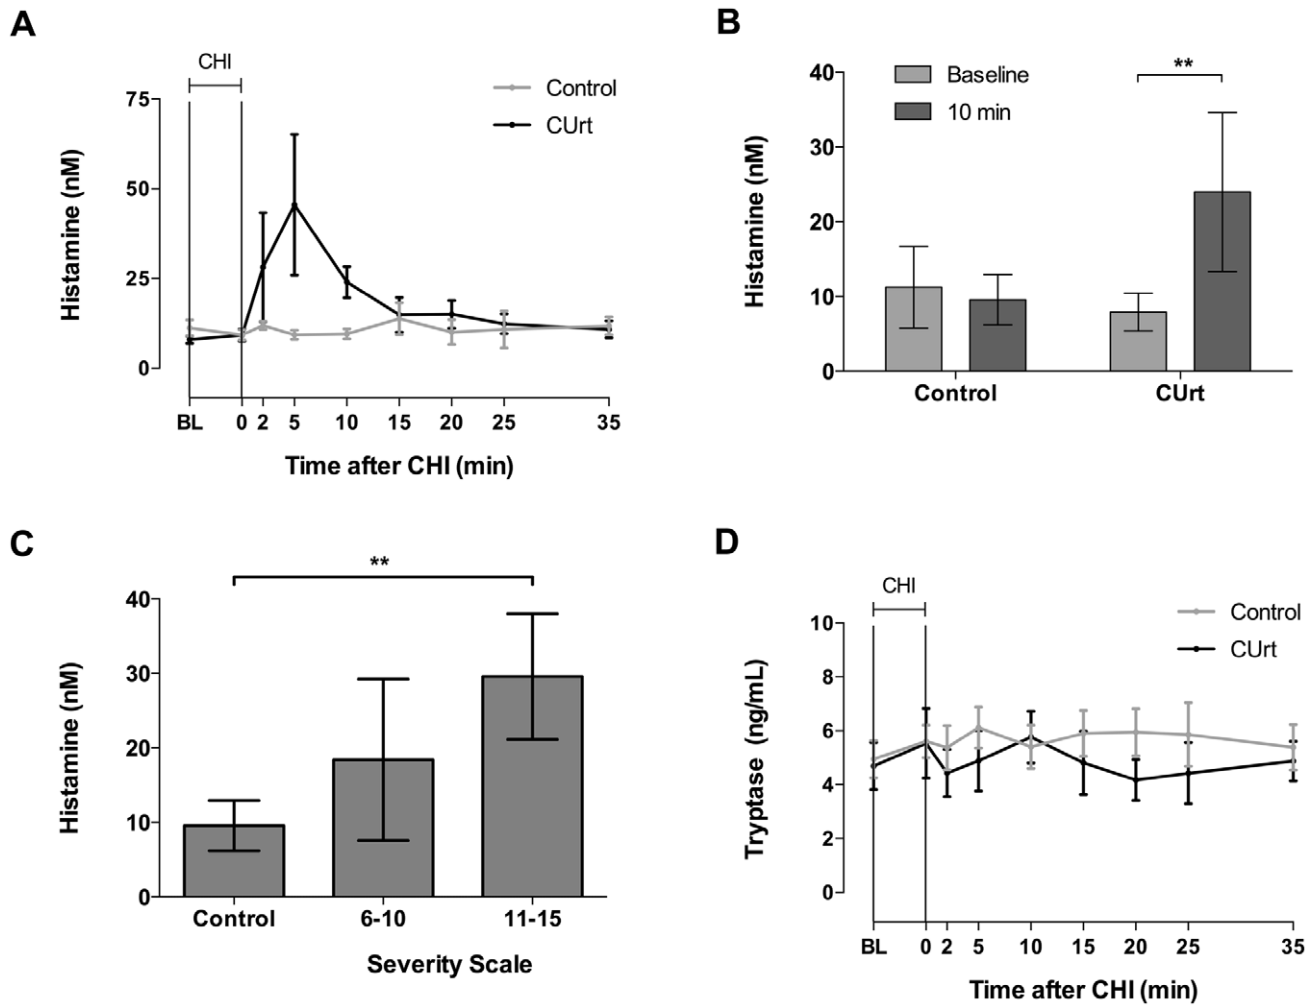 A
CHI
Control
CUrt
75
50
25
0
Histamine (nM)
BL 0 2 5 10 15 20 25 35
Time after CHI (min)
B
Baseline
10 min
**
40
30
20
10
0
Histamine (nM)
Control CUrt
C
**
40
30
20
10
0
Histamine (nM)
Control 6-10 11-15
Severity Scale
D
CHI
Control
CUrt
10
8
6
4
2
0
Tryptase (ng/mL)
BL 0 2 5 10 15 20 25 35
Time after CHI (min)